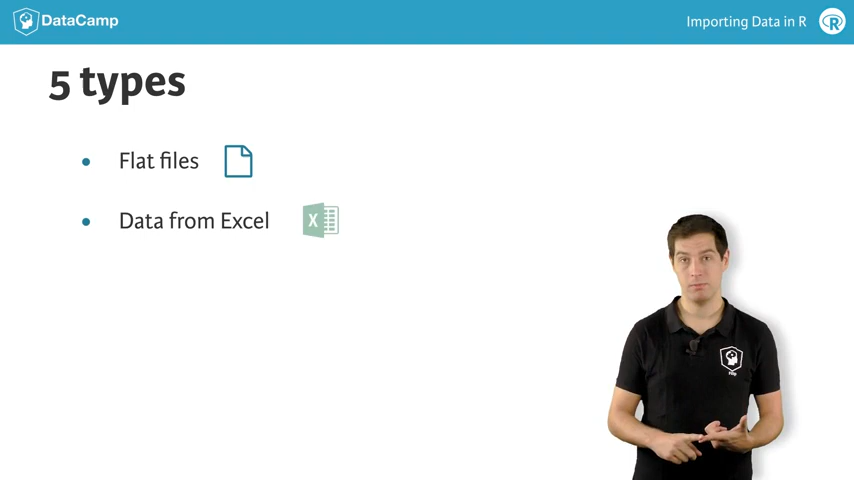 DataCamp
Importing Data in R
R
5 types
• Flat files
• Data from Excel
X